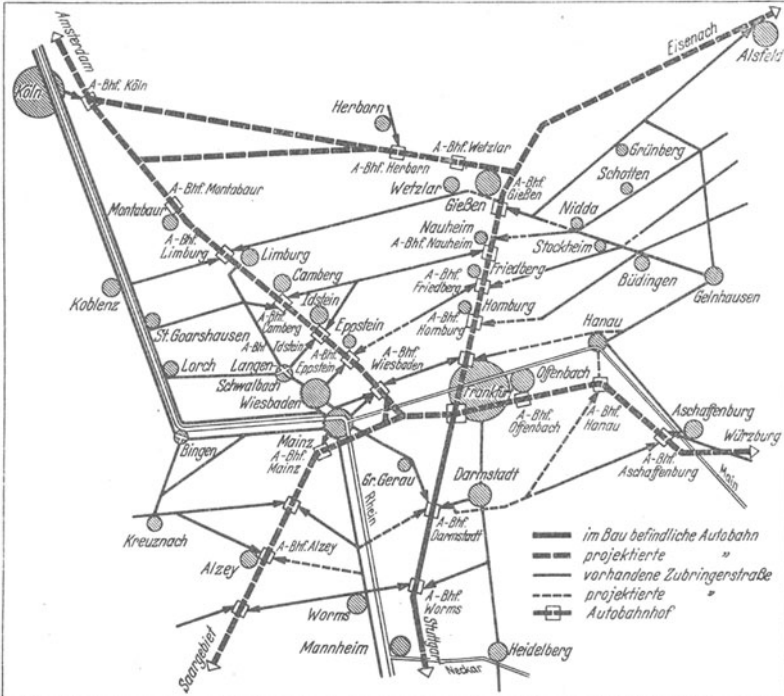 Amsterdam
Eisenach
Alsfeld
Köln
A-Bhf. Köln
Herborn
A-Bhf. Wetzlar
A-Bhf. Herborn
Grünberg
Schotten
Wetzlar
Gießen
A-Bhf.
Gießen
A-Bhf. Montabaur
Montabaur
Nidda
Nauheim
A-Bhf. Nauheim
Stockheim
A-Bhf.
Limburg
Limburg
Camberg
Friedberg
A-Bhf.
Friedberg
Büdingen
Gelnhausen
Koblenz
Idstein
Homburg
A-Bhf.
Homburg
St. Goarshausen
A-Bhf.
Camberg
Eppstein
Hanau
A-Bhf. Idstein
A-Bhf.
Eppstein
A-Bhf.
Wiesbaden
Lorch
Langen
Schwalbach
Wiesbaden
Frankfurt
Offenbach
A-Bhf.
Offenbach
A-Bhf.
Hanau
Aschaffenburg
Würzburg
A-Bhf.
Aschaffenburg
Main
Bingen
Mainz
A-Bhf.
Mainz
Rhein
Gr. Gerau
Darmstadt
A-Bhf.
Darmstadt
Kreuznach
A-Bhf. Alzey
Alzey
Worms
A-Bhf.
Worms
Saargebiet
Mannheim
Stuttgart
Neckar
Heidelberg
im Bau befindliche Autobahn
projektierte "
vorhandene Zubringerstraße
projektierte "
Autobahnhof